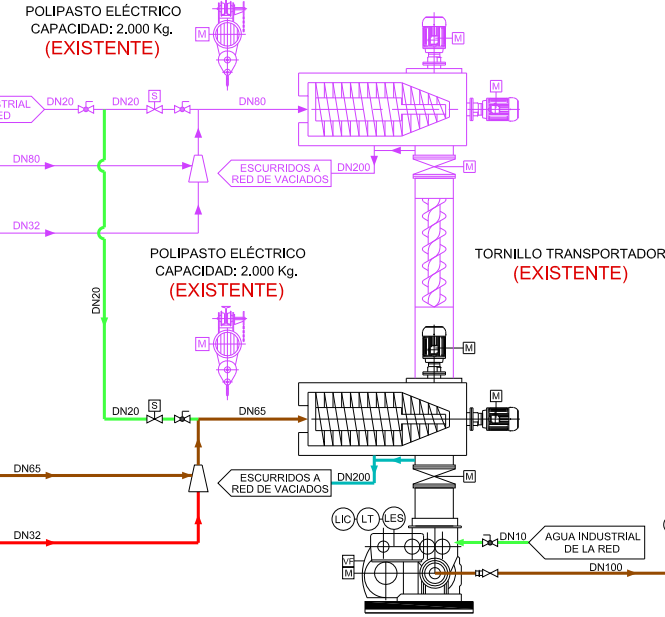 POLIPASTO ELÉCTRICO
CAPACIDAD: 2.000 Kg.
(EXISTENTE)
M
M
M
DN20
DN20
S
DN80
DN80
ESCURRIDOS A
RED DE VACIADOS
DN200
M
DN32
POLIPASTO ELÉCTRICO
CAPACIDAD: 2.000 Kg.
(EXISTENTE)
TORNILLO TRANSPORTADOR
(EXISTENTE)
DN20
M
M
M
DN20
S
DN65
DN65
ESCURRIDOS A
RED DE VACIADOS
DN200
M
LIC
LT
LES
DN32
DN10
AGUA INDUSTRIAL
DE LA RED
VF
M
DN100